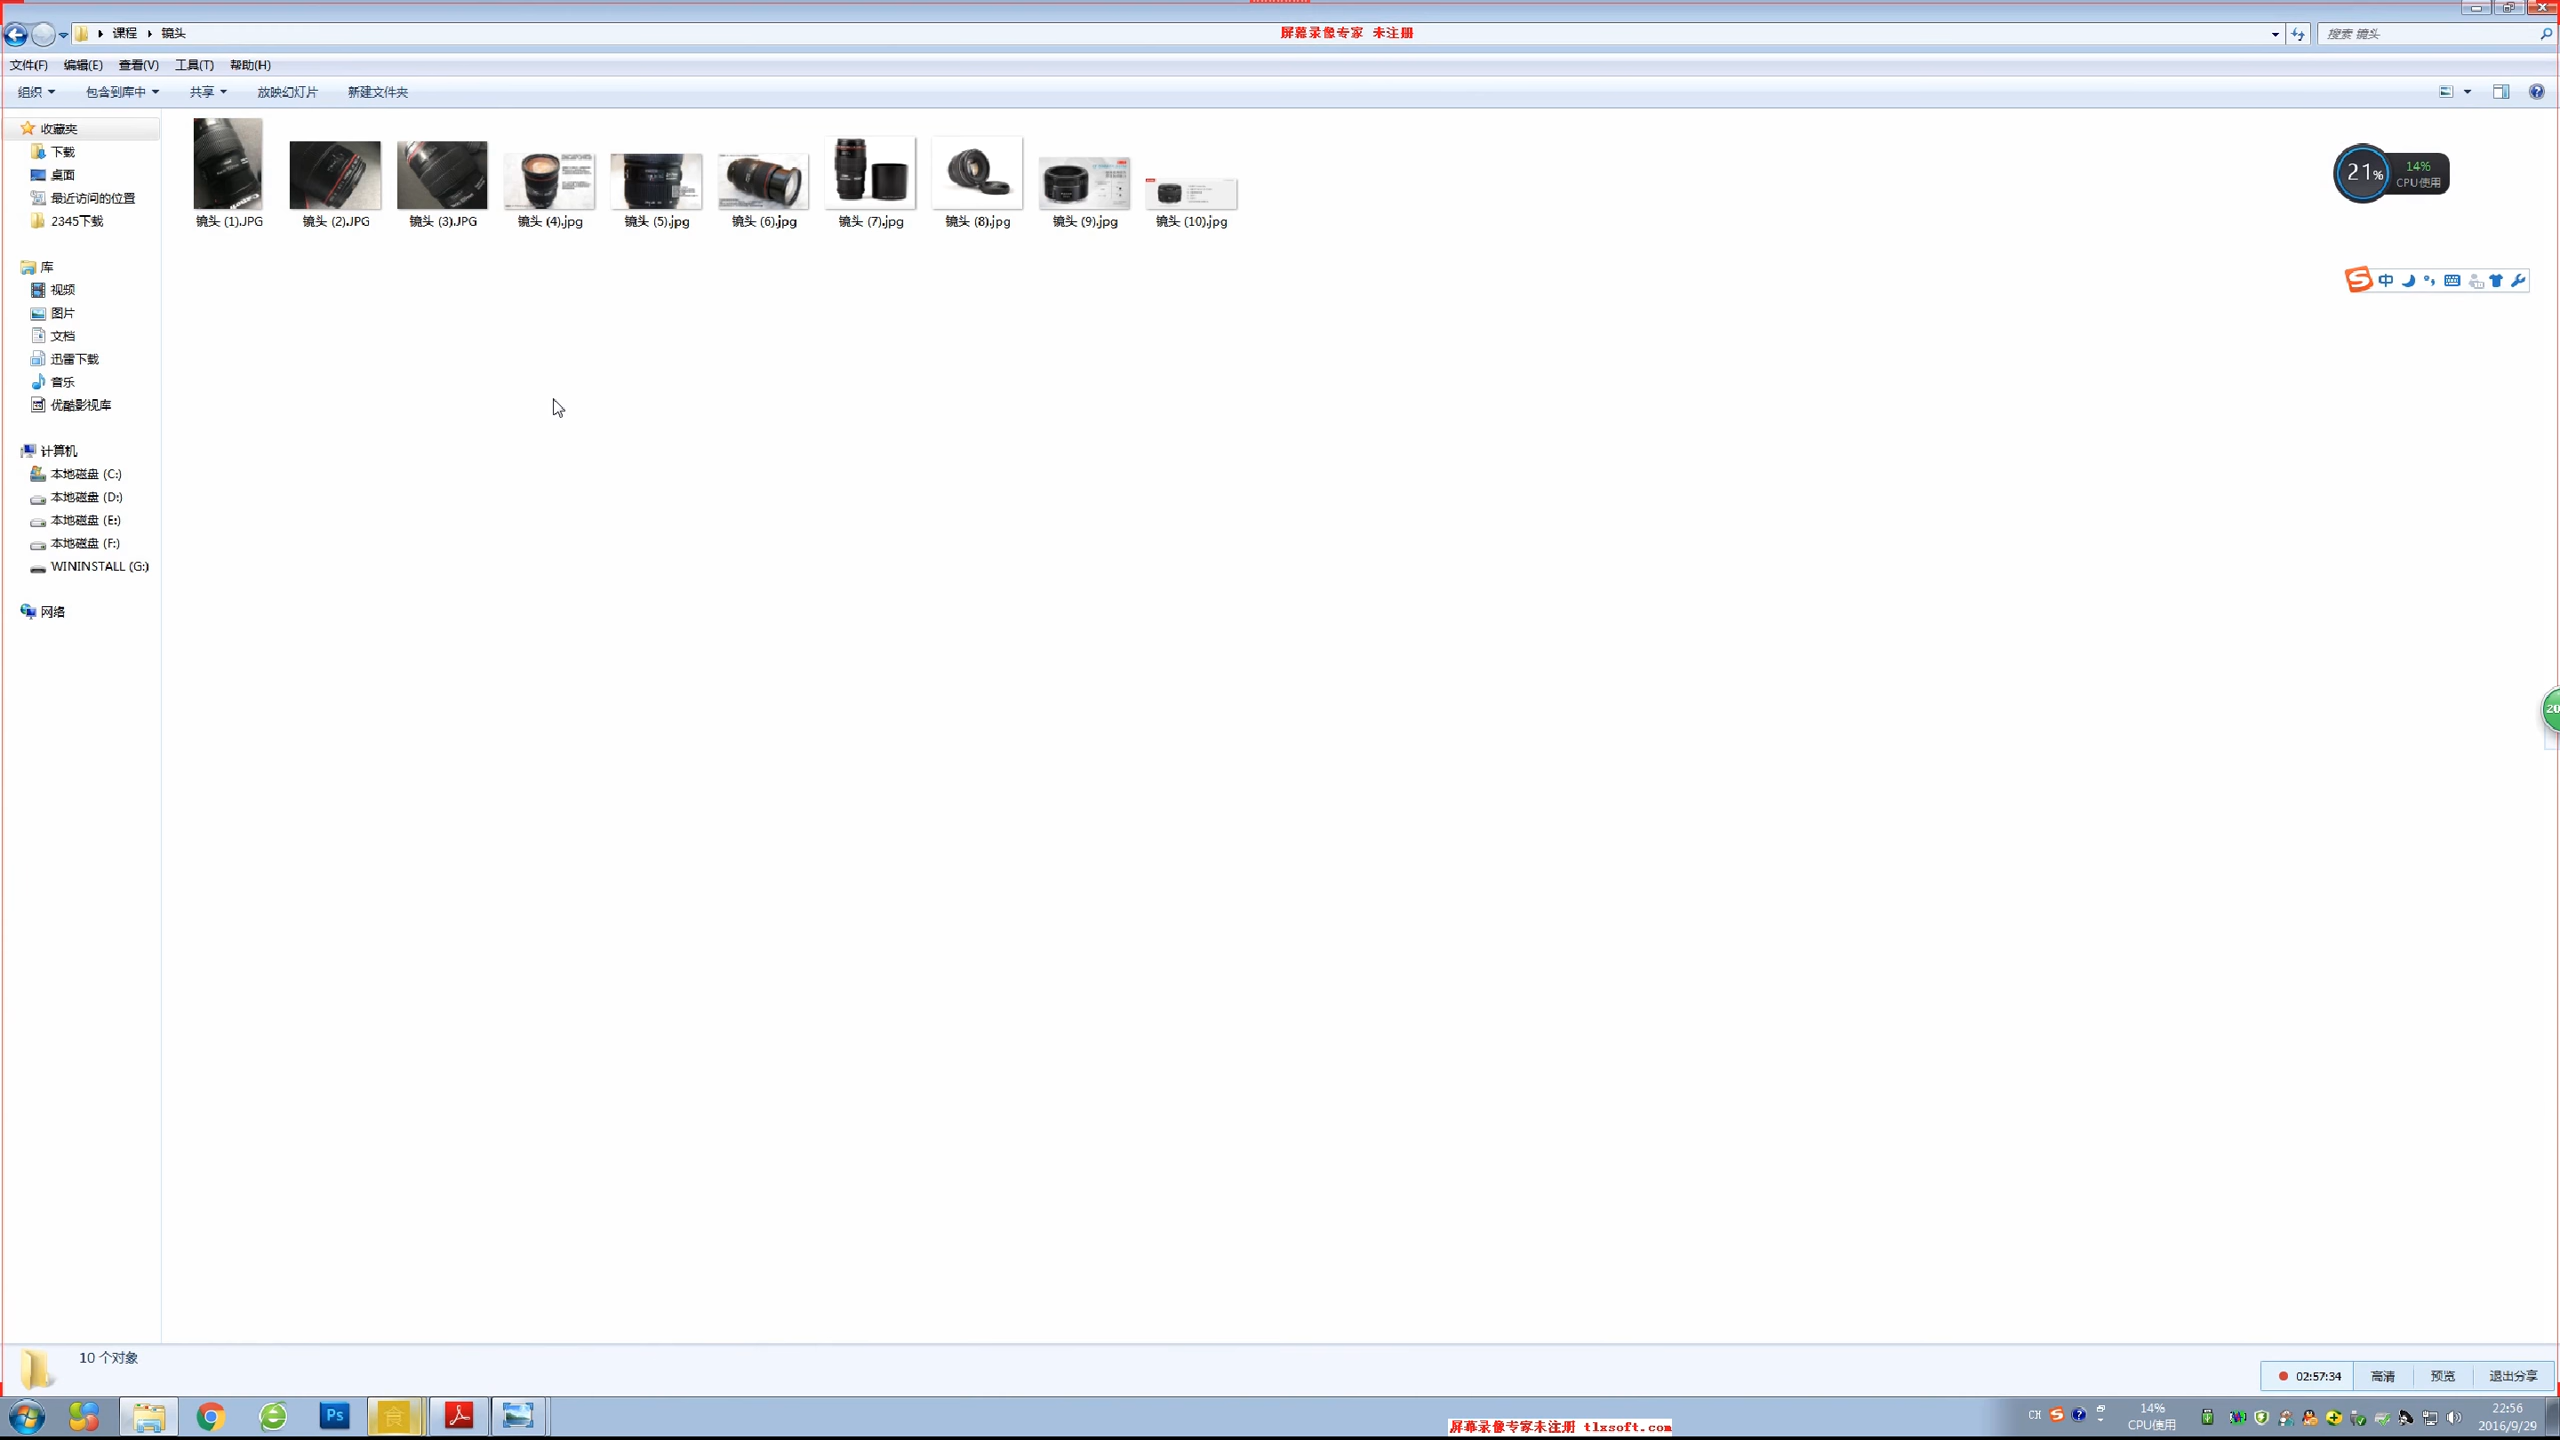 课程 镜头
屏幕录像专家 未注册
搜索 镜头
文件(F) 编辑(E) 查看(V) 工具(T) 帮助(H)
组织 包含到库中 共享 放映幻灯片 新建文件夹
收藏夹
下载
桌面
最近访问的位置
2345下载
库
视频
图片
文档
迅雷下载
音乐
优酷影视库
计算机
本地磁盘 (C:)
本地磁盘 (D:)
本地磁盘 (E:)
本地磁盘 (F:)
WININSTALL (G:)
网络
镜头 (1).JPG 镜头 (2).JPG 镜头 (3).JPG 镜头 (4).jpg 镜头 (5).jpg 镜头 (6).jpg 镜头 (7).jpg 镜头 (8).jpg 镜头 (9).jpg 镜头 (10).jpg
21%
14%
CPU使用
中
20
10 个对象
02:57:34 高清 预览 退出分享
Ps
食
屏幕录像专家未注册 tlxsoft.com
CH
14%
CPU使用
22:56
2016/9/29